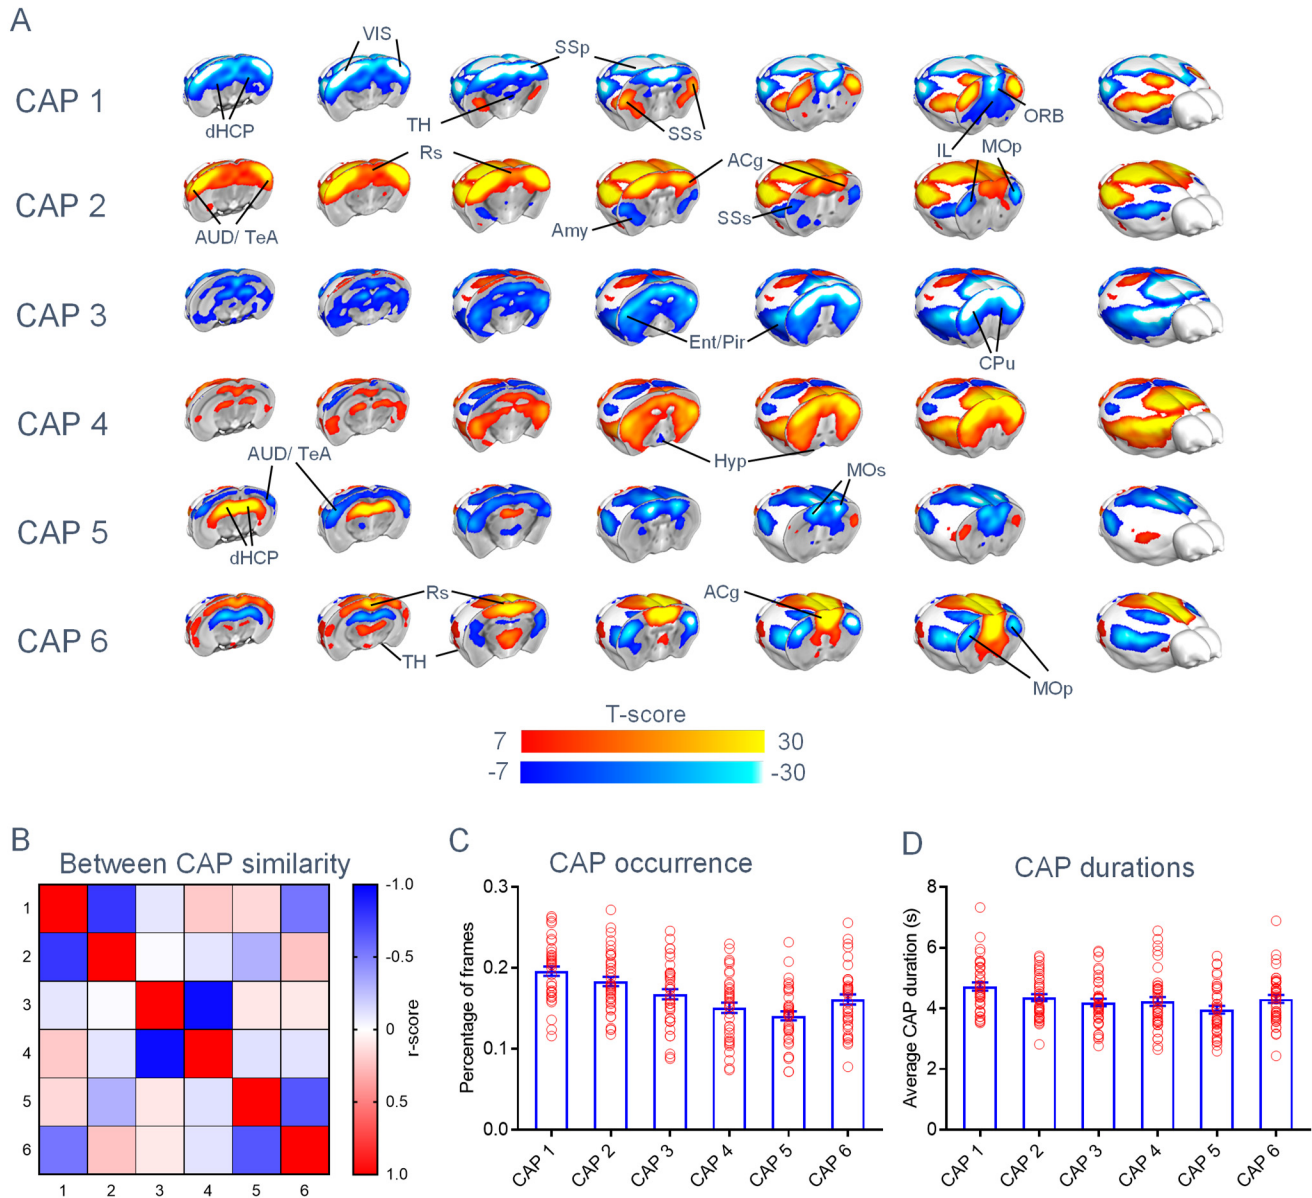 A
VIS
SSp
CAP 1
dHCP
TH
SSs
IL
ORB
Rs
ACg
MOp
CAP 2
AUD/ TeA
Amy
SSs
CAP 3
Ent/Pir
CPu
CAP 4
AUD/ TeA
Hyp
MOs
CAP 5
dHCP
Rs
ACg
CAP 6
TH
MOp
T-score
7 30
-7 -30
B
Between CAP similarity
1
2
3
4
5
6
1 2 3 4 5 6
-1.0
-0.5
0
0.5
1.0
r-score
C
CAP occurrence
Percentage of frames
0.3
0.2
0.1
0.0
CAP 1 CAP 2 CAP 3 CAP 4 CAP 5 CAP 6
D
CAP durations
Average CAP duration (s)
8
6
4
2
0
CAP 1 CAP 2 CAP 3 CAP 4 CAP 5 CAP 6